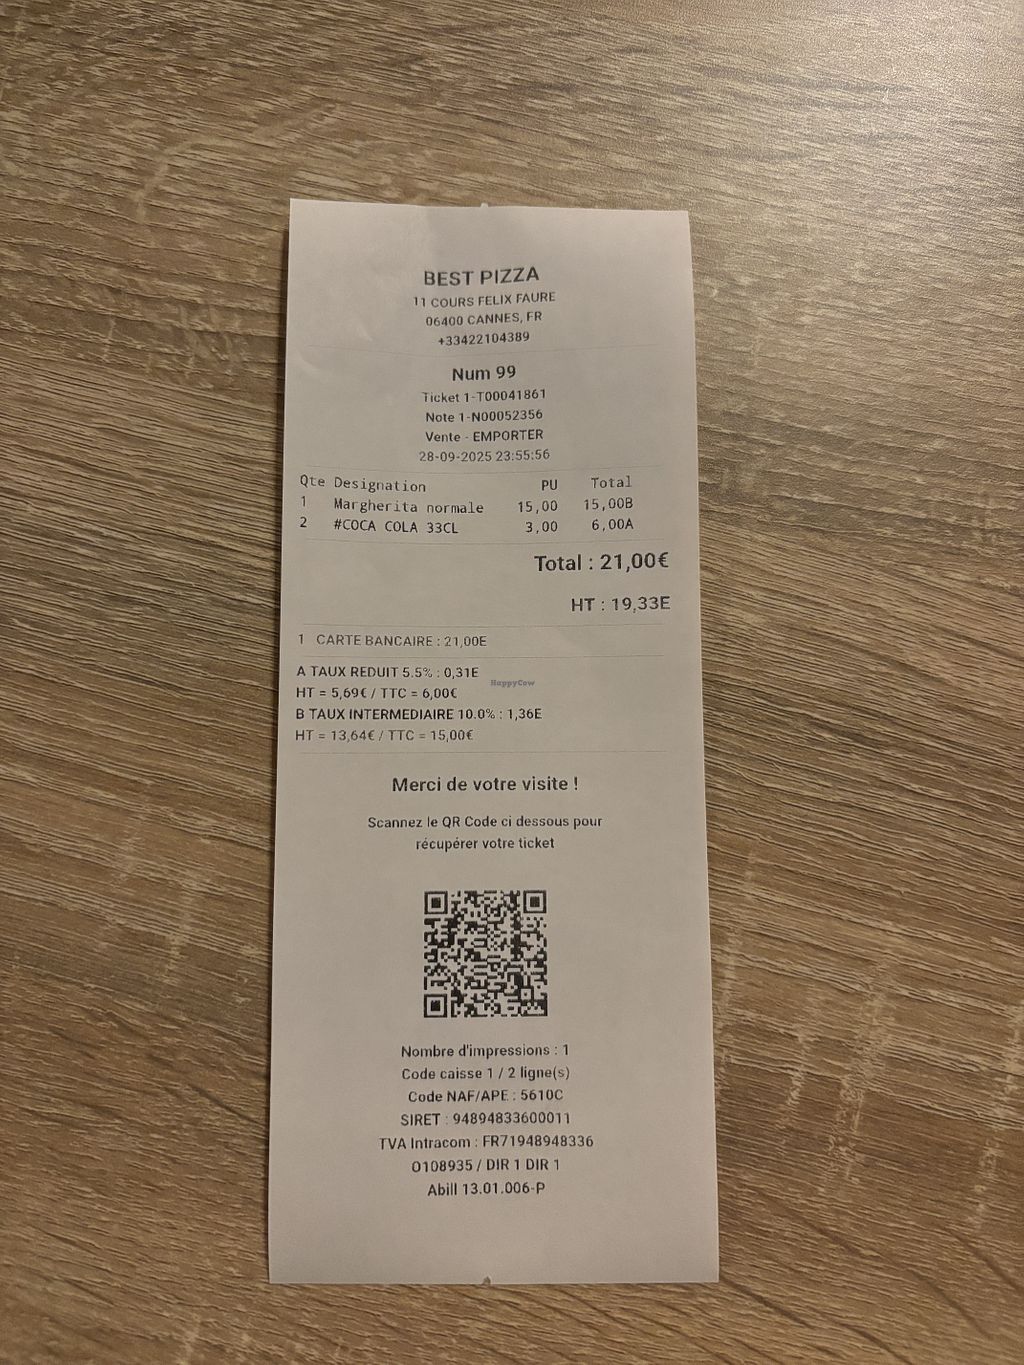 BEST PIZZA
11 COURS FELIX FAURE
06400 CANNES, FR
+33422104389
Num 99
Ticket 1-T00041861
Note 1-N00052356
Vente - EMPORTER
28-09-2025 23:55:56
Qte Designation PU Total
1 Margherita normale 15,00 15,00B
2 #COCA COLA 33CL 3,00 6,00A
Total : 21,00€
HT : 19,33E
1 CARTE BANCAIRE : 21,00E
A TAUX REDUIT 5.5% : 0,31E
HT = 5,69€ / TTC = 6,00€
HappyCow
B TAUX INTERMEDIAIRE 10.0% : 1,36E
HT = 13,64€ / TTC = 15,00€
Merci de votre visite !
Scannez le QR Code ci dessous pour
récupérer votre ticket
Nombre d'impressions : 1
Code caisse 1 / 2 ligne(s)
Code NAF/APE : 5610C
SIRET : 94894833600011
TVA Intracom : FR71948948336
O108935 / DIR 1 DIR 1
Abill 13.01.006-P